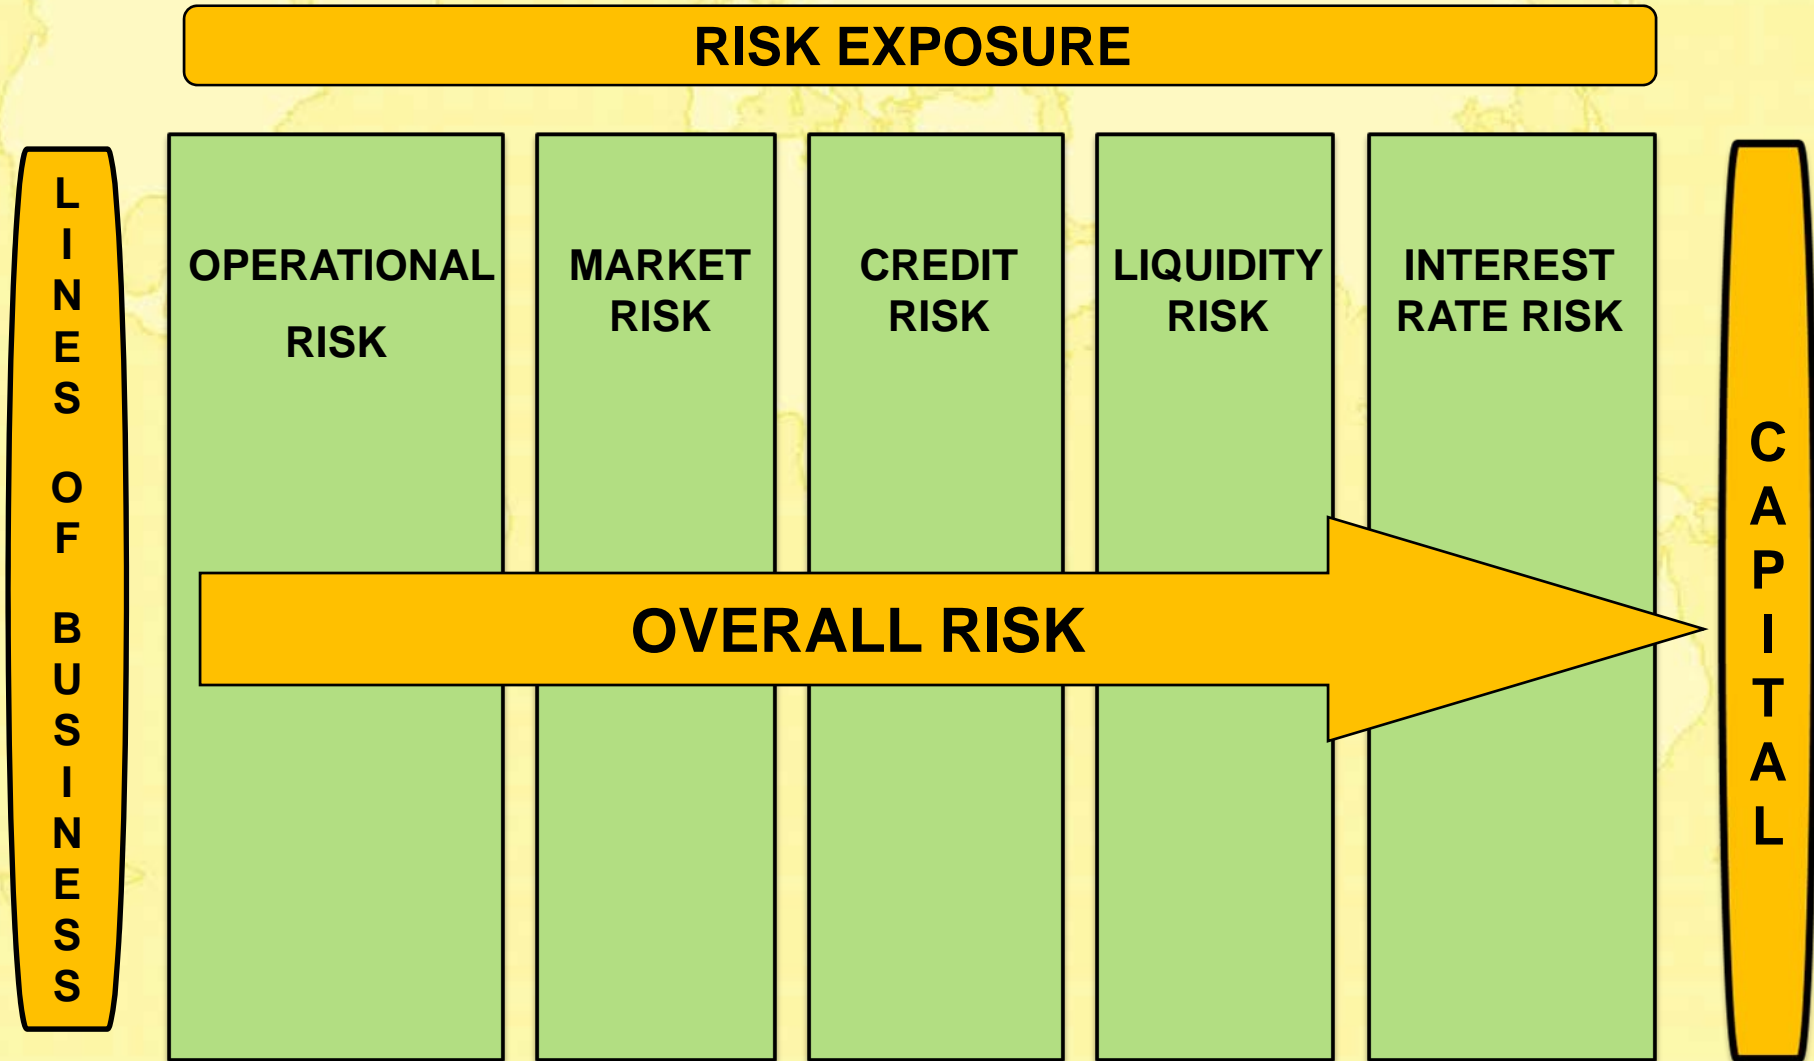 RISK EXPOSURE
LINES OF BUSINESS
OPERATIONAL
RISK
MARKET
RISK
CREDIT
RISK
LIQUIDITY
RISK
INTEREST
RATE RISK
OVERALL RISK
CAPITAL